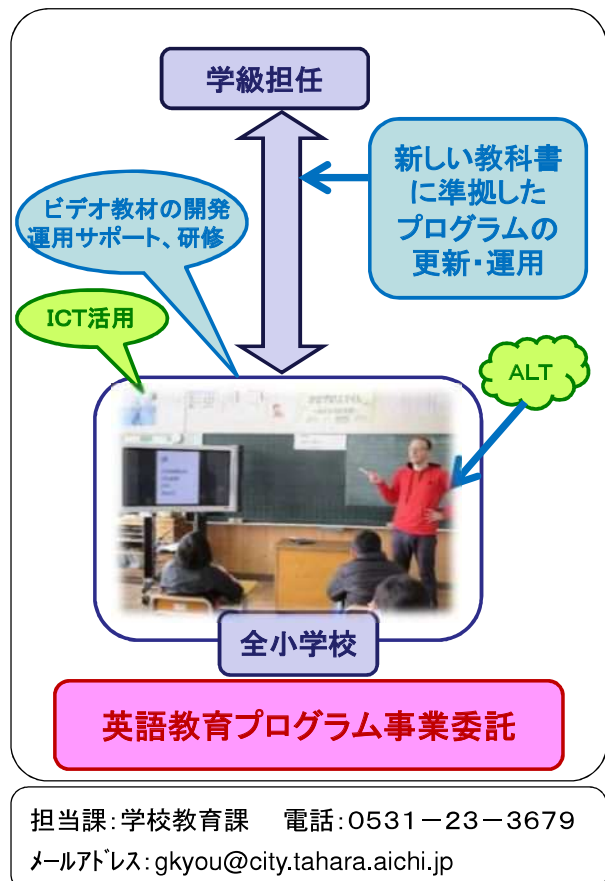 学級担任
新しい教科書
に準拠した
プログラムの
更新・運用
ビデオ教材の開発
運用サポート、研修
ICT活用
ALT
全小学校
英語教育プログラム事業委託
担当課：学校教育課　電話：０５３１－２３－３６７９
メールアドレス：gkyou@city.tahara.aichi.jp